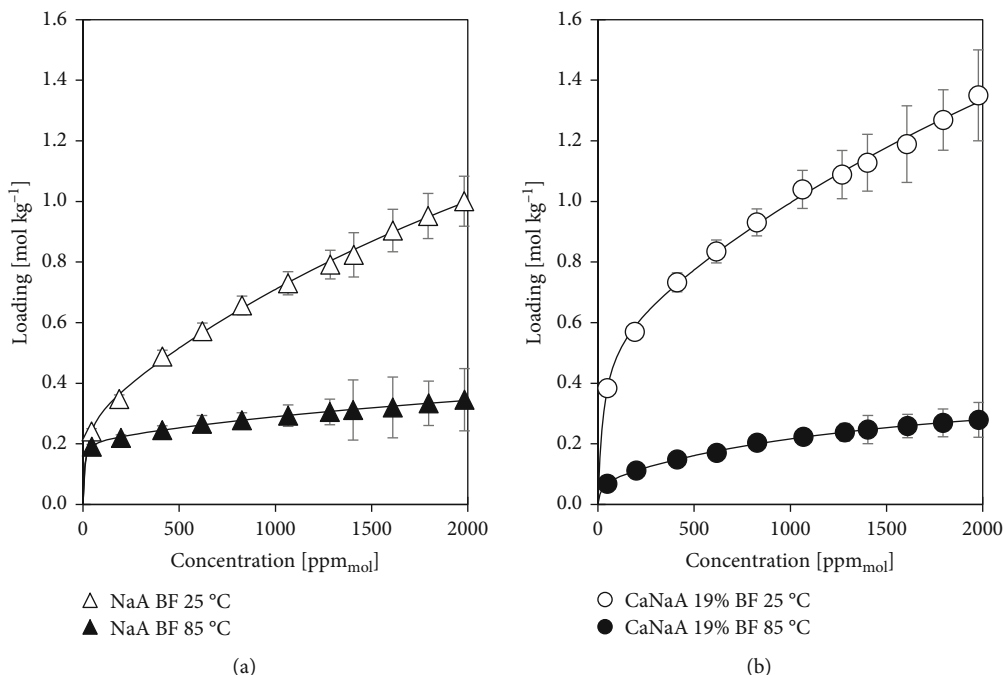 1.6
1.4
1.2
1.0
0.8
0.6
0.4
0.2
0.0
Loading [mol kg⁻¹]
0 500 1000 1500 2000
Concentration [ppmmol]
NaA BF 25 °C
NaA BF 85 °C
(a)
1.6
1.4
1.2
1.0
0.8
0.6
0.4
0.2
0.0
Loading [mol kg⁻¹]
0 500 1000 1500 2000
Concentration [ppmmol]
CaNaA 19% BF 25 °C
CaNaA 19% BF 85 °C
(b)